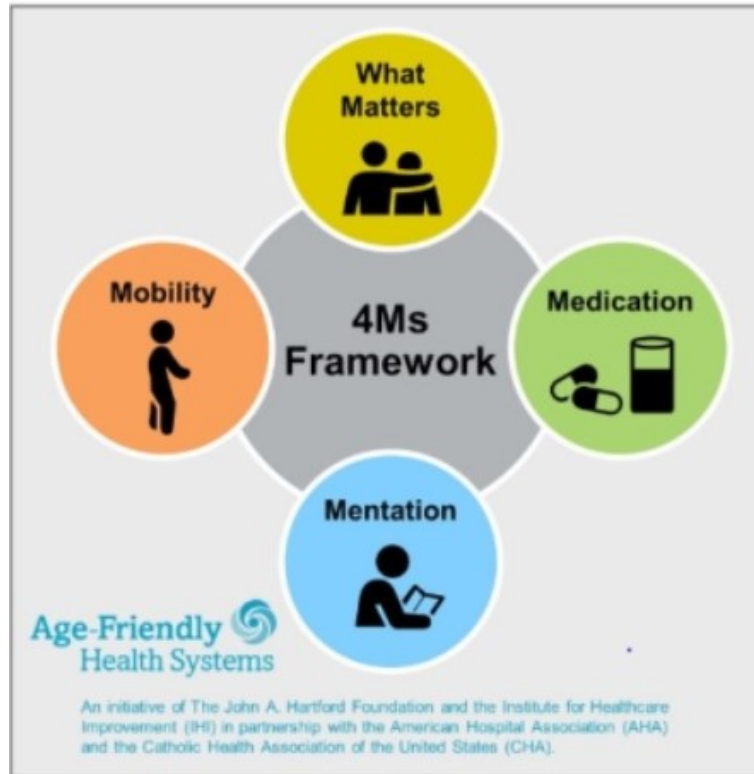 What
Matters
Mobility
4Ms
Framework
Medication
Mentation
Age-Friendly
Health Systems
An initiative of The John A. Hartford Foundation and the Institute for Healthcare
Improvement (IHI) in partnership with the American Hospital Association (AHA)
and the Catholic Health Association of the United States (CHA).